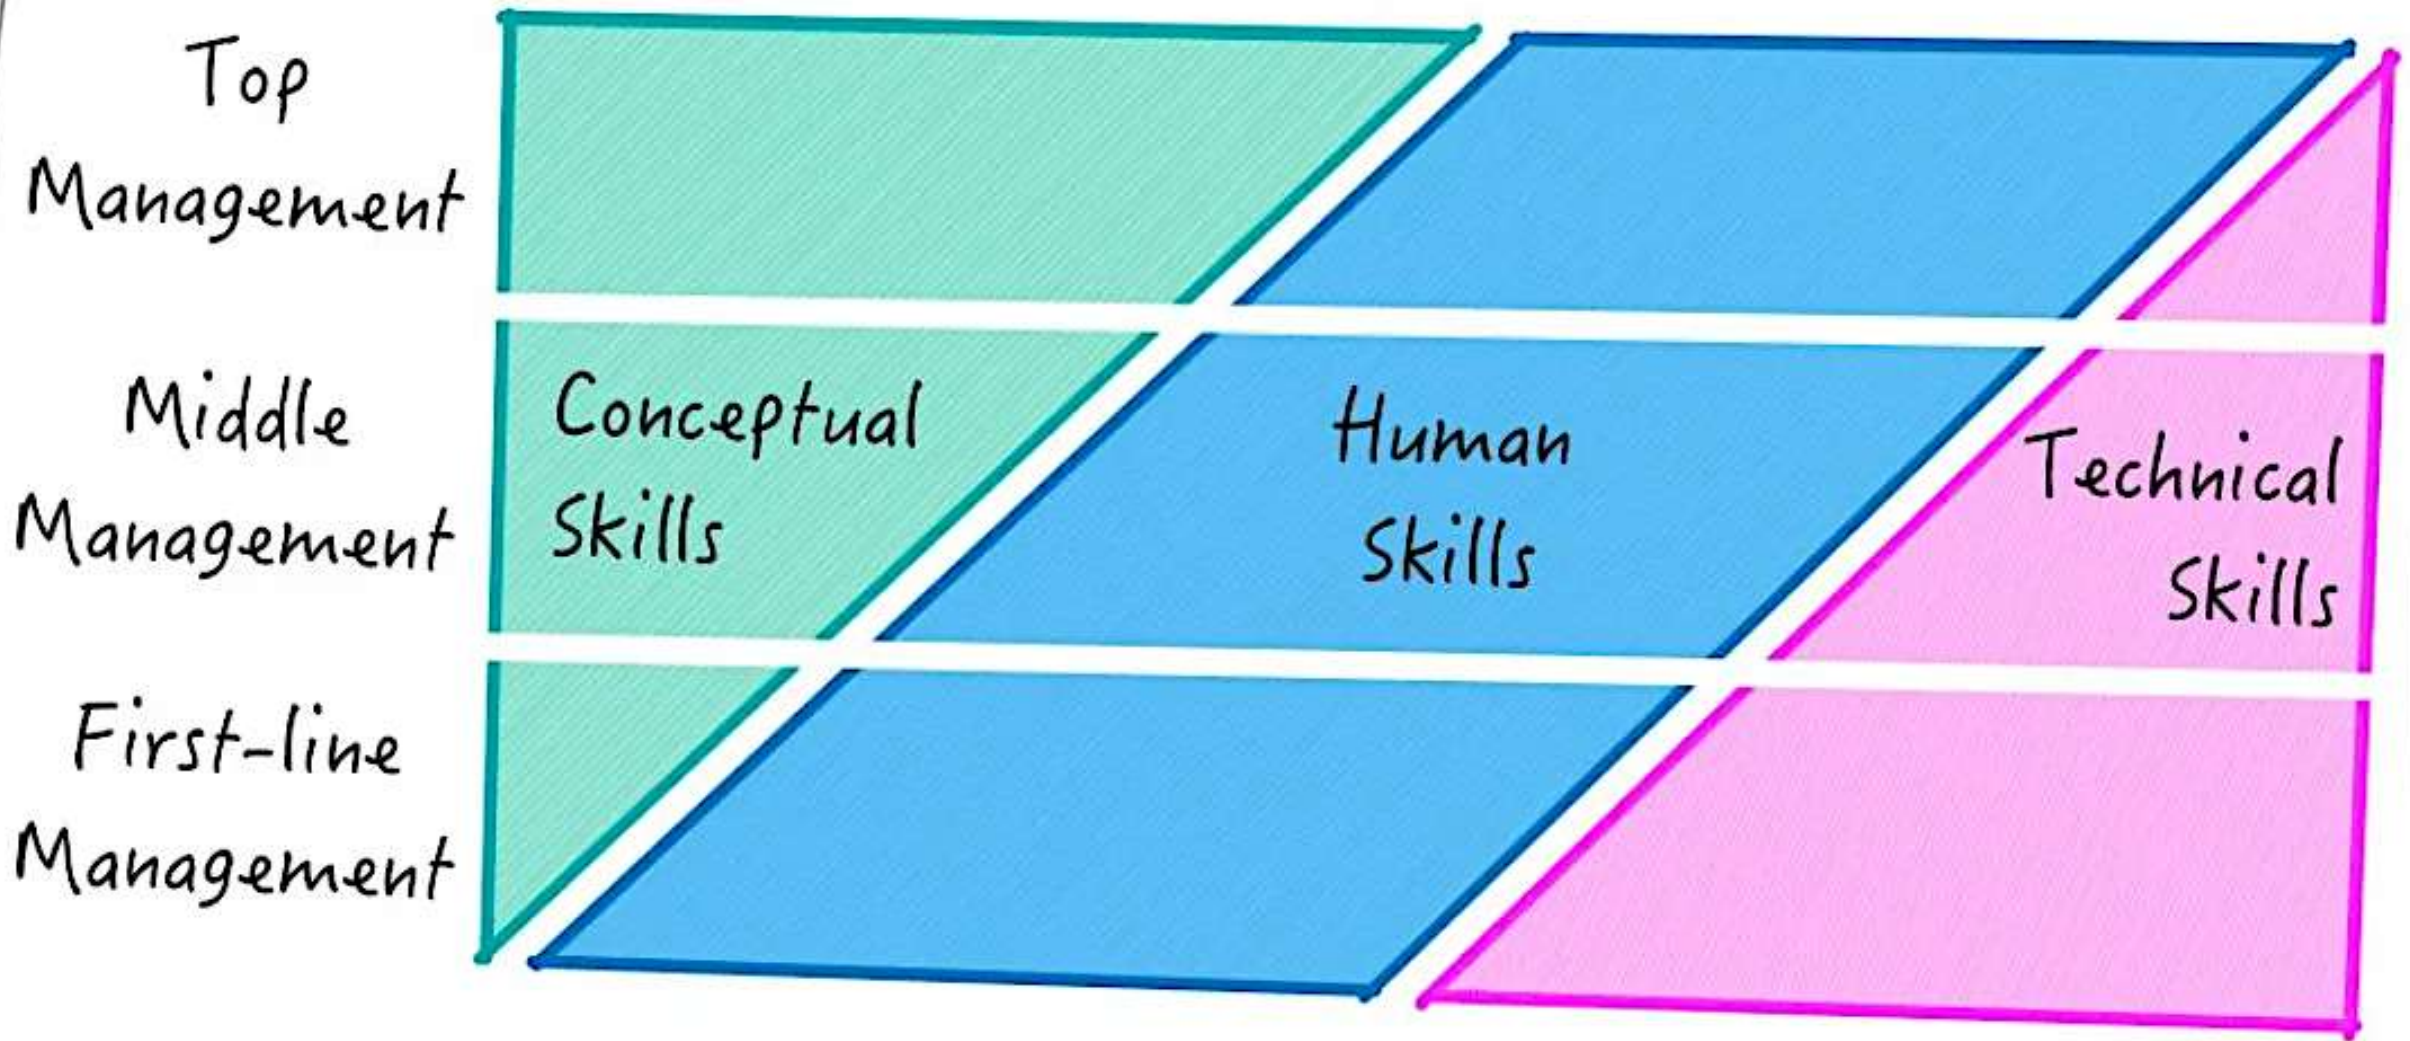 Top
Management
Middle
Management
First-line
Management
Conceptual
Skills
Human
Skills
Technical
Skills